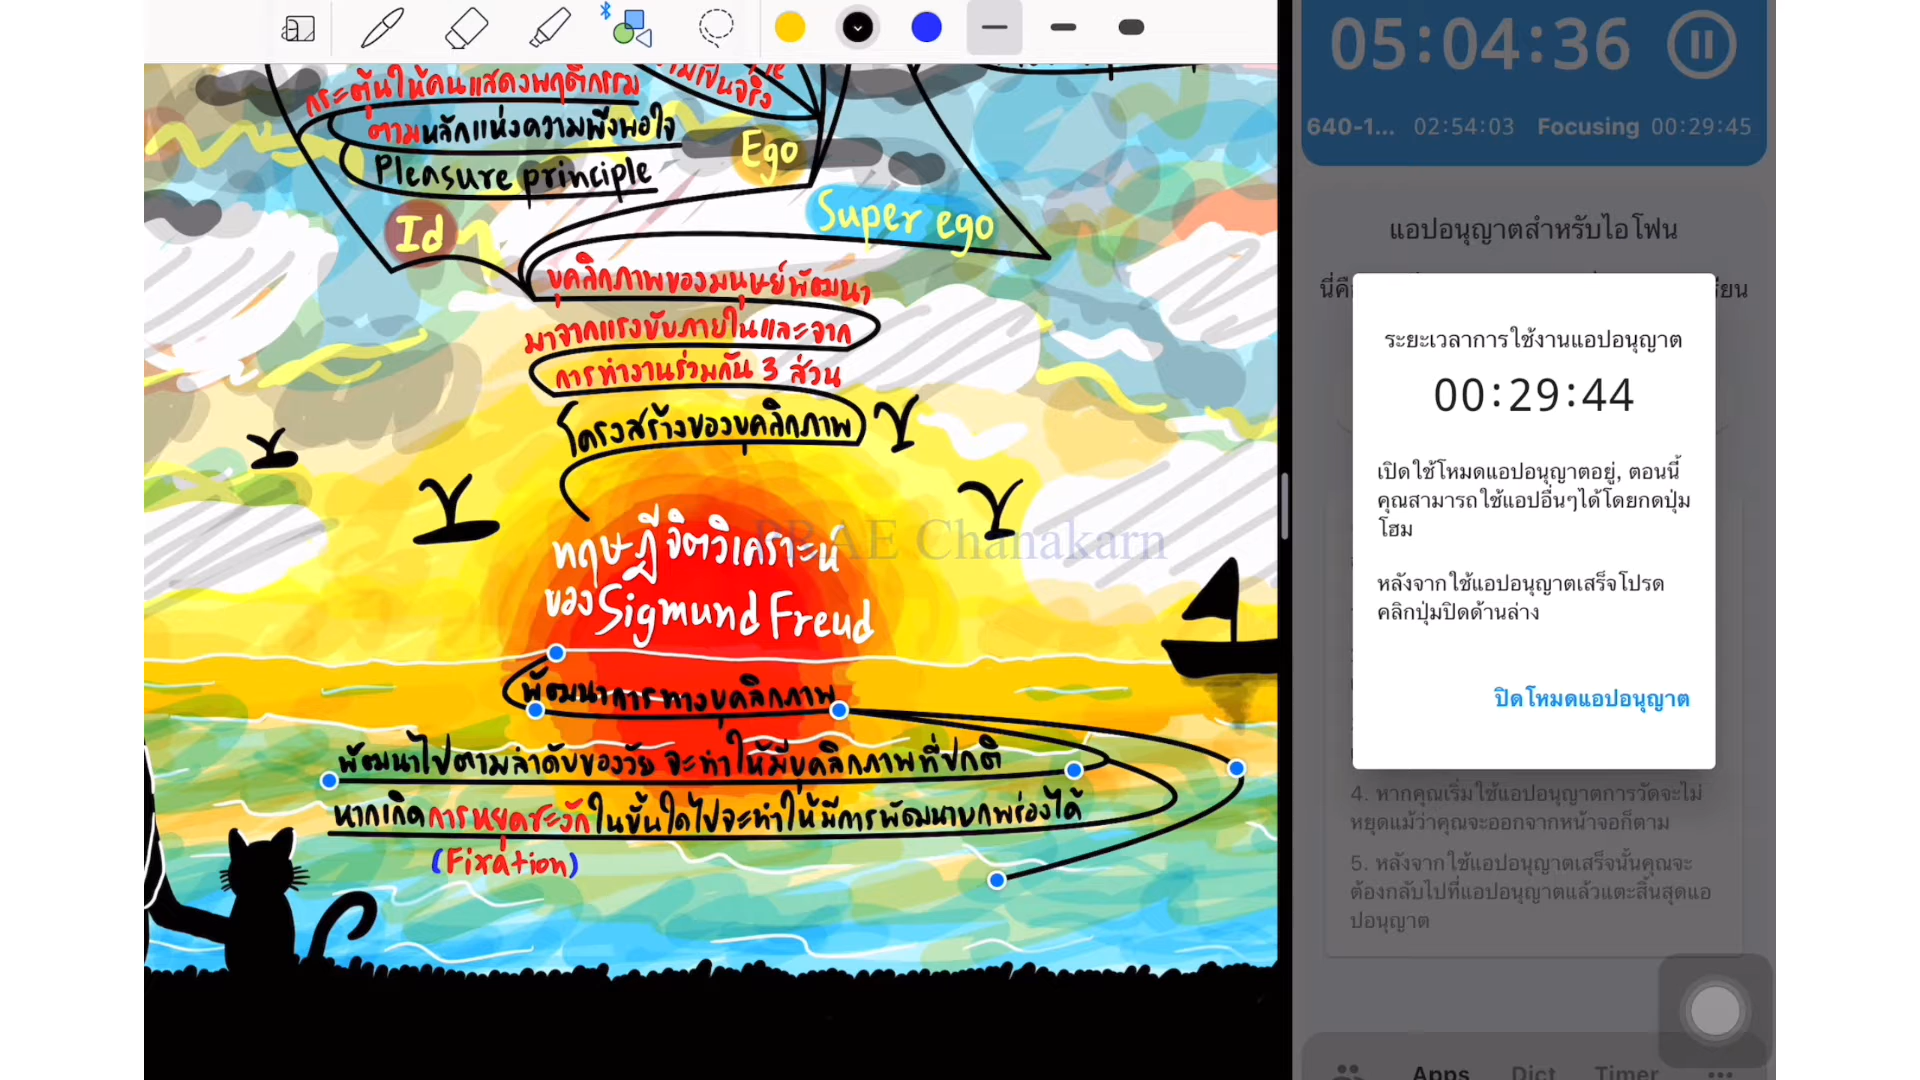 กระตุ้นให้คนแสดงพฤติกรรม
ตามหลักแห่งความพึงพอใจ
Pleasure principle
ความเป็นจริง
Ego
Id
Super ego
บุคลิกภาพของมนุษย์พัฒนา
มาจากแรงขับภายในและจาก
การทำงานร่วมกัน 3 ส่วน
โครงสร้างของบุคลิกภาพ
ทฤษฎีจิตวิเคราะห์
ของ Sigmund Freud
PRAE Chanakarn
พัฒนาการทางบุคลิกภาพ
พัฒนาไปตามลำดับของวัย จะทำให้มีบุคลิกภาพที่ปกติ
หากเกิดการหยุดชะงักในขั้นใดไปจะทำให้มีการพัฒนาบกพร่องได้
(Fixation)
05:04:36
640-1... 02:54:03 Focusing 00:29:45
แอปอนุญาตสำหรับไอโฟน
นี่คือ
เรียน
ระยะเวลาการใช้งานแอปอนุญาต
00:29:44
เปิดใช้โหมดแอปอนุญาตอยู่, ตอนนี้
คุณสามารถใช้แอปอื่นๆได้โดยกดปุ่ม
โฮม
หลังจากใช้แอปอนุญาตเสร็จโปรด
คลิกปุ่มปิดด้านล่าง
ปิดโหมดแอปอนุญาต
4. หากคุณเริ่มใช้แอปอนุญาตการวัดจะไม่
หยุดแม้ว่าคุณจะออกจากหน้าจอก็ตาม
5. หลังจากใช้แอปอนุญาตเสร็จนั้นคุณจะ
ต้องกลับไปที่แอปอนุญาตแล้วแตะสิ้นสุดแอ
ปอนุญาต
Apps Dict Timer